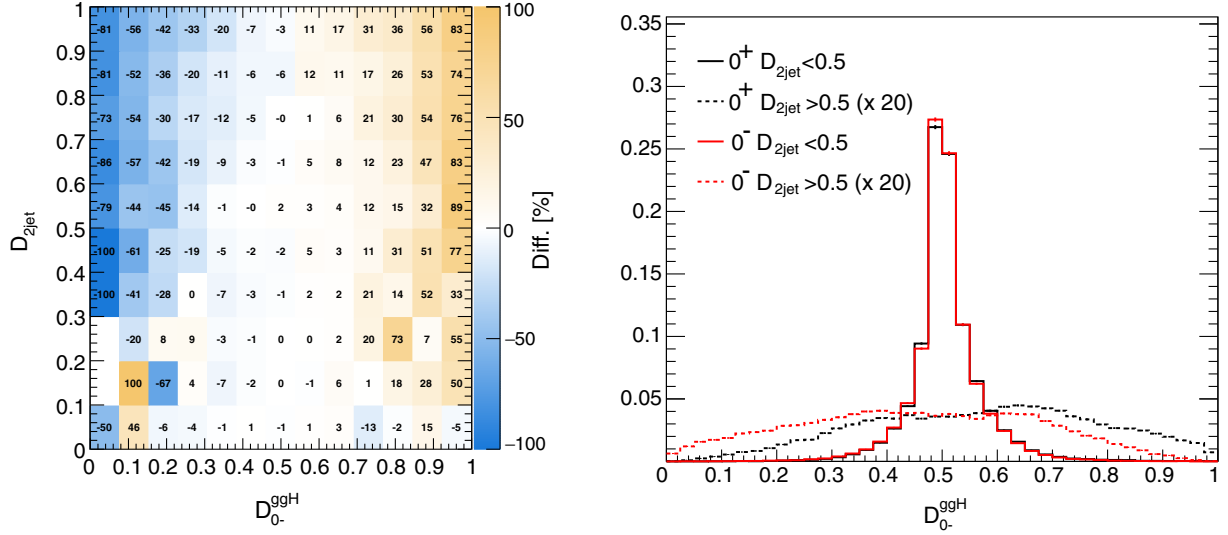 1
-81 -56 -42 -33 -20 -7 -3 11 17 31 36 56 83
0.9
-81 -52 -36 -20 -11 -6 -6 12 11 17 26 53 74
0.8
-73 -54 -30 -17 -12 -5 -0 1 6 21 30 54 76
0.7
-86 -57 -42 -19 -9 -3 -1 5 8 12 23 47 83
0.6
-79 -44 -45 -14 -1 -0 2 3 4 12 15 32 89
0.5
-100 -61 -25 -19 -5 -2 -2 5 3 11 31 51 77
0.4
-100 -41 -28 0 -7 -3 -1 2 2 21 14 52 33
0.3
-20 8 9 -3 -1 0 0 2 20 73 7 55
0.2
100 -67 4 -7 -2 0 -1 6 1 18 28 50
0.1
-50 46 -6 -4 -1 1 -1 1 3 -13 -2 15 -5
0
0 0.1 0.2 0.3 0.4 0.5 0.6 0.7 0.8 0.9 1
D2jet
D0-ggH
100
50
0
−50
−100
Diff. [%]
0.35
0.3
0.25
0.2
0.15
0.1
0.05
0+ D2jet<0.5
0+ D2jet>0.5 (x 20)
0- D2jet<0.5
0- D2jet>0.5 (x 20)
0 0.1 0.2 0.3 0.4 0.5 0.6 0.7 0.8 0.9 1
D0-ggH